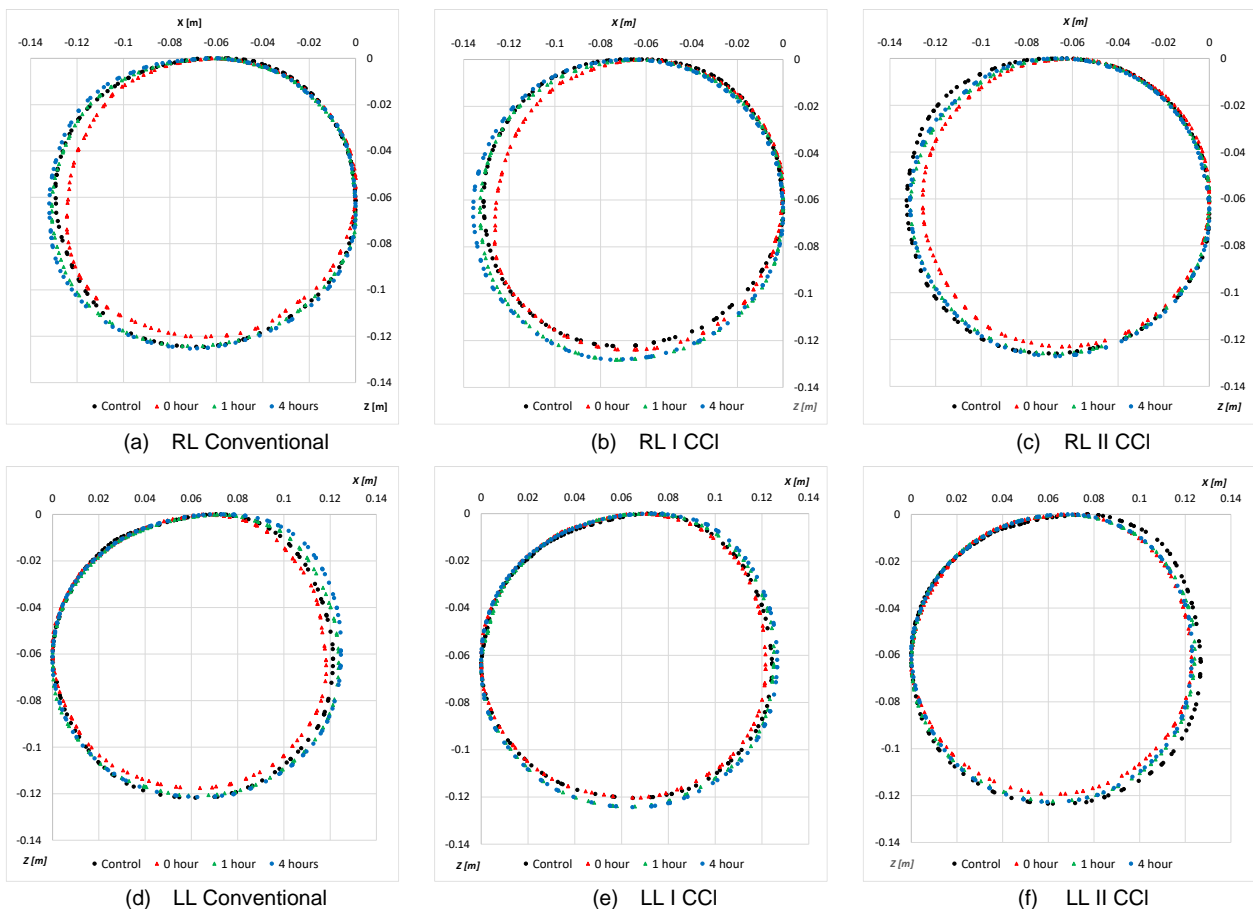 X [m]
-0.14 -0.12 -0.1 -0.08 -0.06 -0.04 -0.02 0
0
-0.02
-0.04
-0.06
-0.08
-0.1
-0.12
-0.14
Control 0 hour 1 hour 4 hours Z [m]
(a) RL Conventional
X [m]
-0.14 -0.12 -0.1 -0.08 -0.06 -0.04 -0.02 0
0
-0.02
-0.04
-0.06
-0.08
-0.1
-0.12
-0.14
Control 0 hour 1 hour 4 hours Z [m]
(b) RL I CCI
X [m]
-0.14 -0.12 -0.1 -0.08 -0.06 -0.04 -0.02 0
0
-0.02
-0.04
-0.06
-0.08
-0.1
-0.12
-0.14
Control 0 hour 1 hour 4 hours Z [m]
(c) RL II CCI
X [m]
0 0.02 0.04 0.06 0.08 0.1 0.12 0.14
0
-0.02
-0.04
-0.06
-0.08
-0.1
-0.12
-0.14
Z [m] Control 0 hour 1 hour 4 hours
(d) LL Conventional
X [m]
0 0.02 0.04 0.06 0.08 0.1 0.12 0.14
0
-0.02
-0.04
-0.06
-0.08
-0.1
-0.12
-0.14
Control 0 hour 1 hour 4 hour
Z [m]
(e) LL I CCI
X [m]
0 0.02 0.04 0.06 0.08 0.1 0.12 0.14
0
-0.02
-0.04
-0.06
-0.08
-0.1
-0.12
-0.14
Z [m] Control 0 hour 1 hour 4 hour
(f) LL II CCI